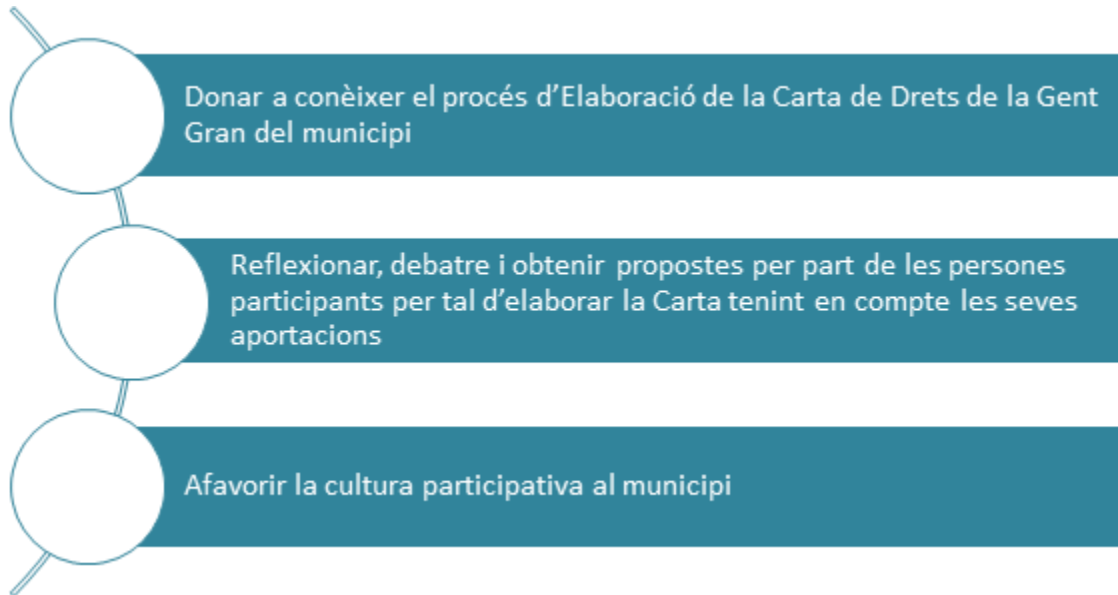 Donar a conèixer el procés d’Elaboració de la Carta de Drets de la Gent
Gran del municipi
Reflexionar, debatre i obtenir propostes per part de les persones
participants per tal d’elaborar la Carta tenint en compte les seves
aportacions
Afavorir la cultura participativa al municipi